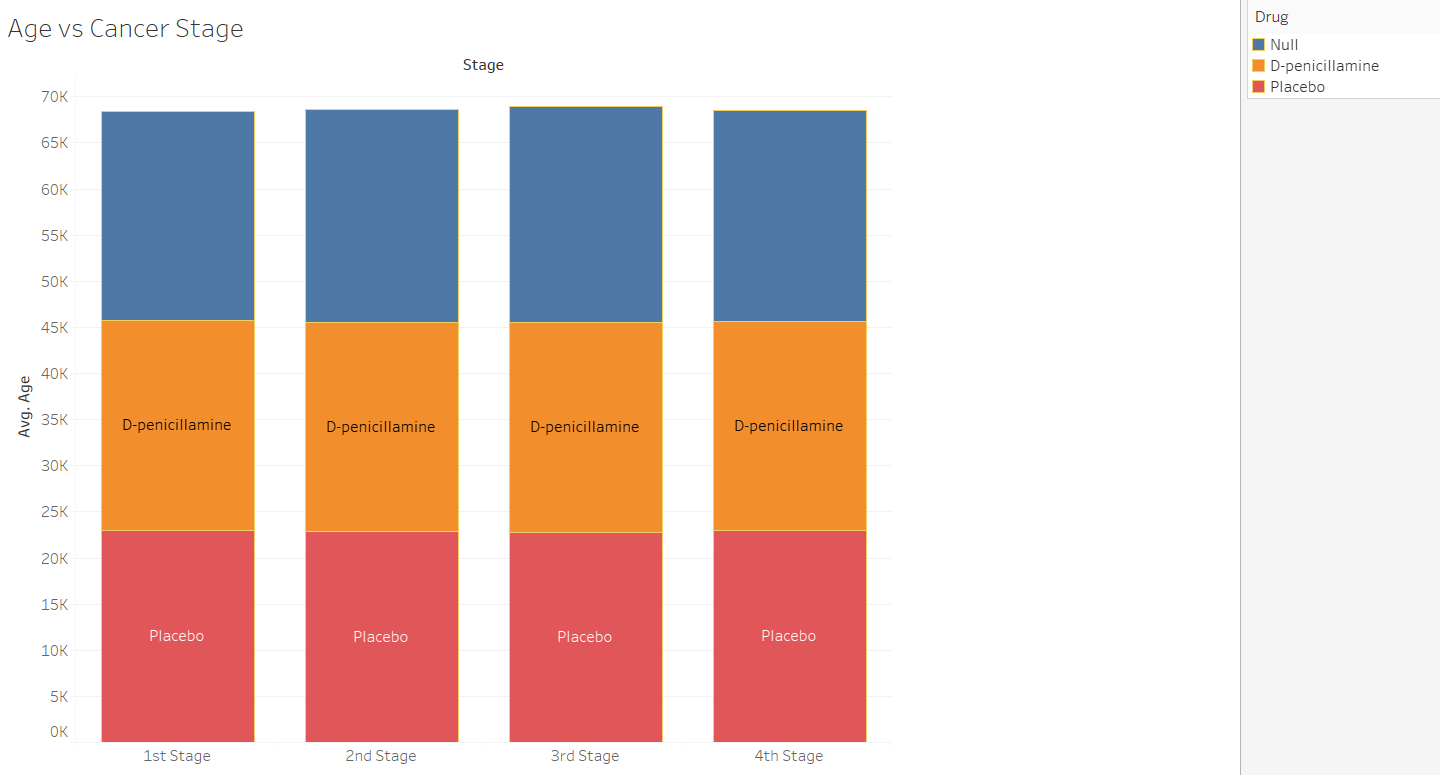 Age vs Cancer Stage
Stage
Avg. Age
70K
65K
60K
55K
50K
45K
40K
35K
30K
25K
20K
15K
10K
5K
0K
D-penicillamine D-penicillamine D-penicillamine D-penicillamine
Placebo Placebo Placebo Placebo
1st Stage 2nd Stage 3rd Stage 4th Stage
Drug
Null
D-penicillamine
Placebo